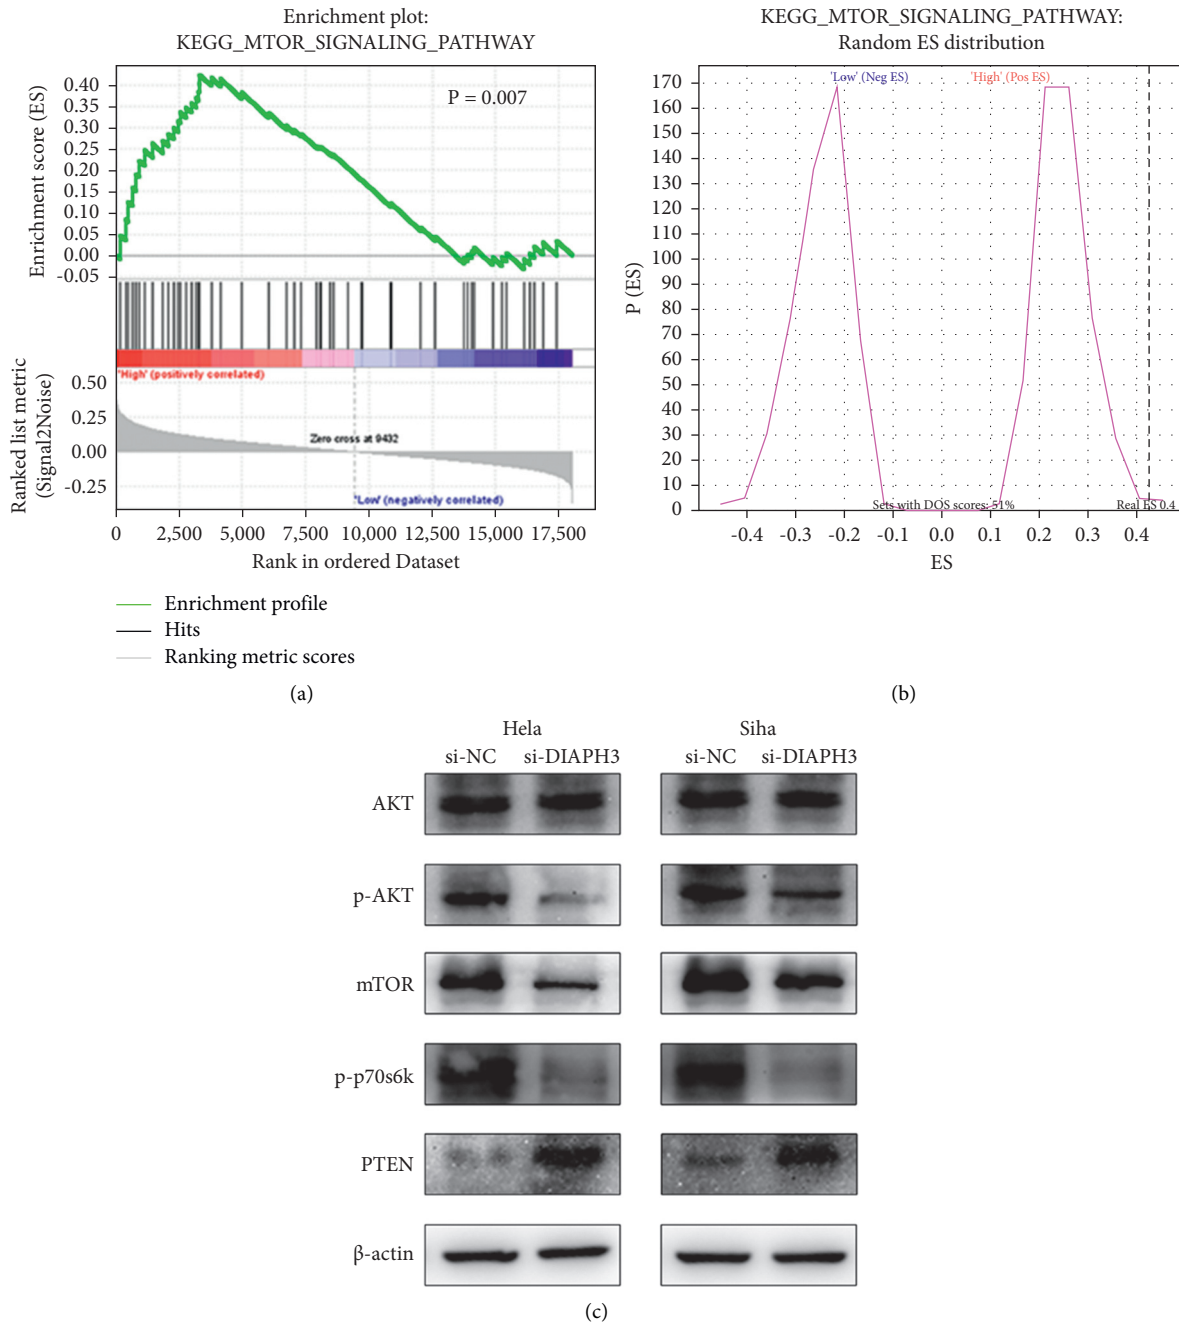 Enrichment plot:
KEGG_MTOR_SIGNALING_PATHWAY
P = 0.007
Enrichment score (ES)
0.40
0.35
0.30
0.25
0.20
0.15
0.10
0.05
0.00
-0.05
'High' (positively correlated)
Ranked list metric
(Signal2Noise)
0.50
0.25
0.00
-0.25
Zero cross at 9432
'Low' (negatively correlated)
0 2,500 5,000 7,500 10,000 12,500 15,000 17,500
Rank in ordered Dataset
Enrichment profile
Hits
Ranking metric scores
(a)
KEGG_MTOR_SIGNALING_PATHWAY:
Random ES distribution
'Low' (Neg ES) 'High' (Pos ES)
P (ES)
170
160
150
140
130
120
110
100
90
80
70
60
50
40
30
20
10
0
Sets with DOS scores: 51% Real ES 0.4
-0.4 -0.3 -0.2 -0.1 0.0 0.1 0.2 0.3 0.4
ES
(b)
Hela Siha
si-NC si-DIAPH3 si-NC si-DIAPH3
AKT
p-AKT
mTOR
p-p70s6k
PTEN
β-actin
(c)